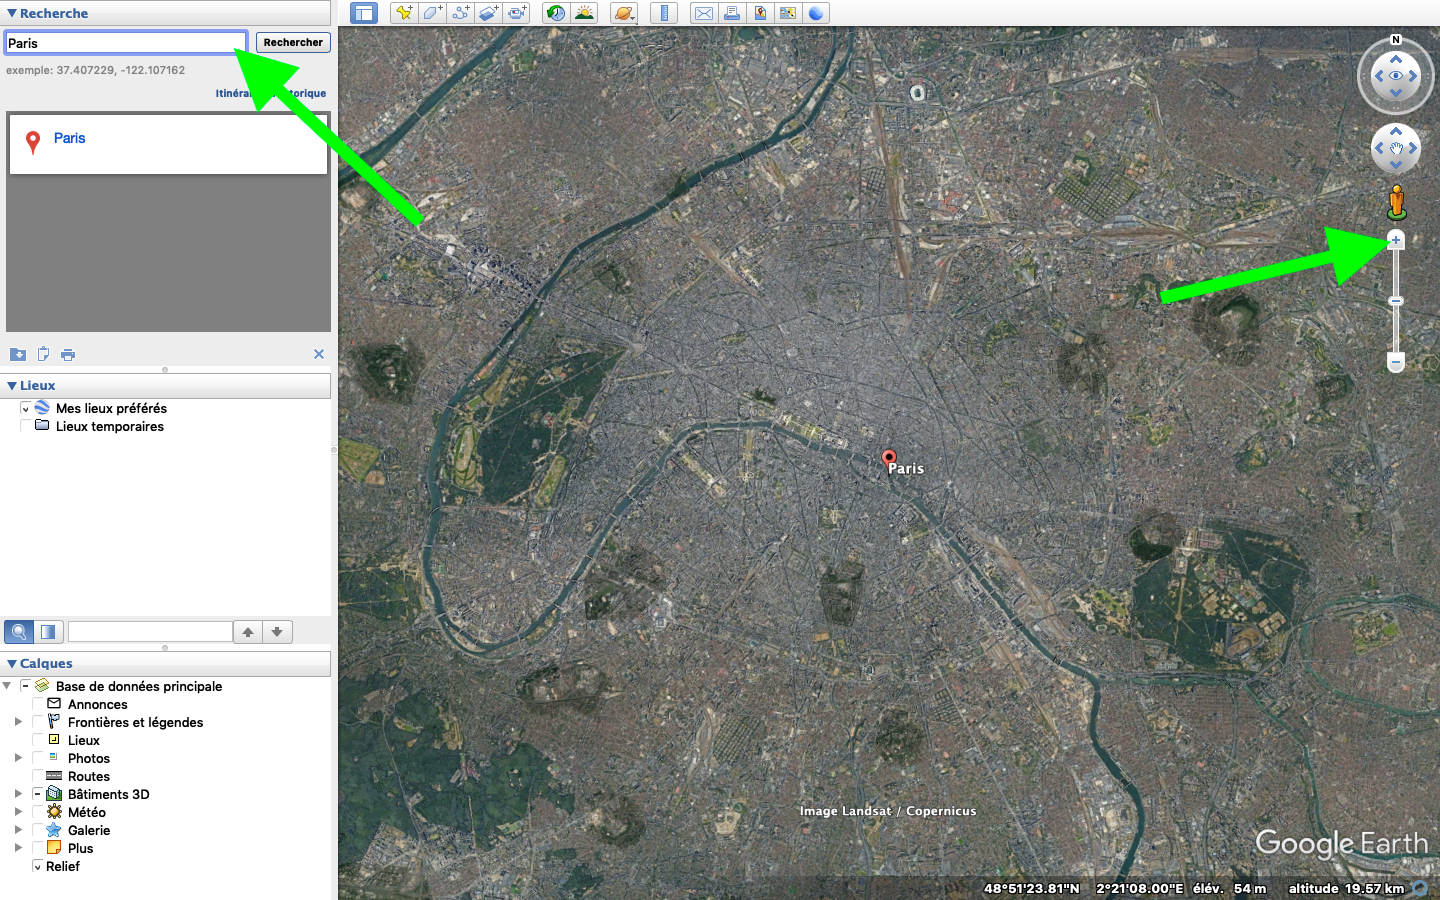 Recherche
Paris
Rechercher
exemple: 37.407229, -122.107162
Itinéra
torique
Paris
Lieux
Mes lieux préférés
Lieux temporaires
Calques
Base de données principale
Annonces
Frontières et légendes
Lieux
Photos
Routes
Bâtiments 3D
Météo
Galerie
Plus
Relief
N
Paris
Image Landsat / Copernicus
Google Earth
48°51'23.81"N 2°21'08.00"E élév. 54 m altitude 19.57 km